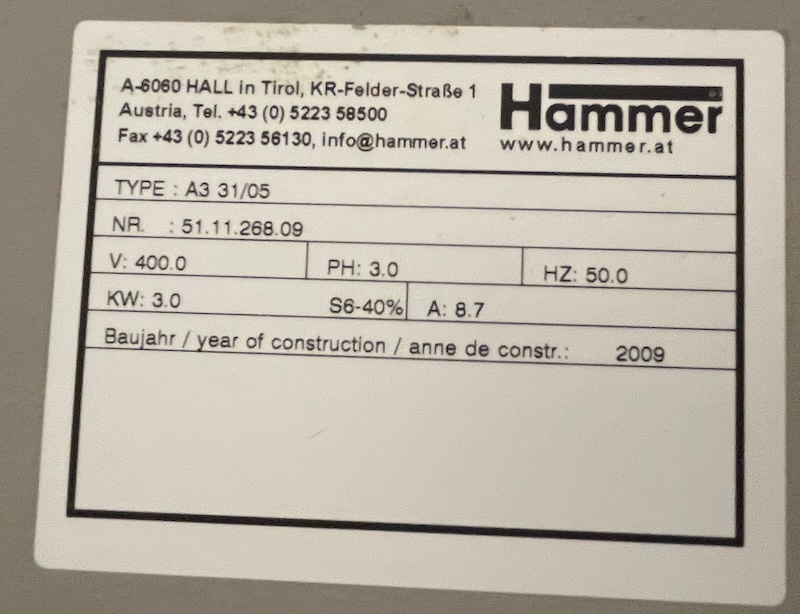 A-6060 HALL in Tirol, KR-Felder-Straße 1
Austria, Tel. +43 (0) 5223 58500
Fax +43 (0) 5223 56130, info@hammer.at
Hammer
www.hammer.at
TYPE : A3 31/05
NR. : 51.11.268.09
V: 400.0 PH: 3.0 HZ: 50.0
KW: 3.0 S6-40% A: 8.7
Baujahr / year of construction / anne de constr.: 2009